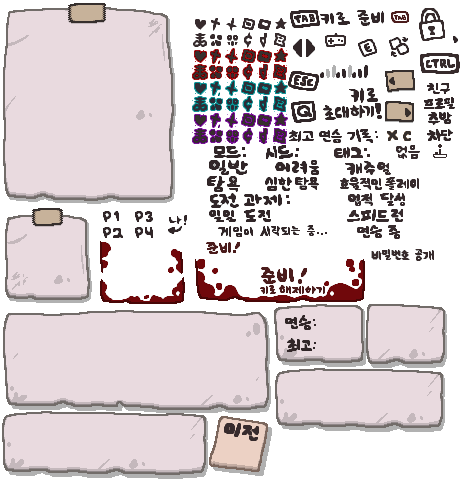 TAB 키로 준비 TAB
E
CTRL
ESC
키로
Q 초대하기!
친구
프로필
추방
차단
최고 연승 기록: X C
모드: 시드: 태그: 없음
일반 어려움 캐주얼
탐욕 심한탐욕 효율적인 플레이
도전 과제: 업적 달성
일일 도전 스피드런
게임이 시작되는 중... 연승 중
P1 P3 나!
P2 P4
준비!
비밀번호 공개
준비!
키로 해제하기
연승:
최고:
이전